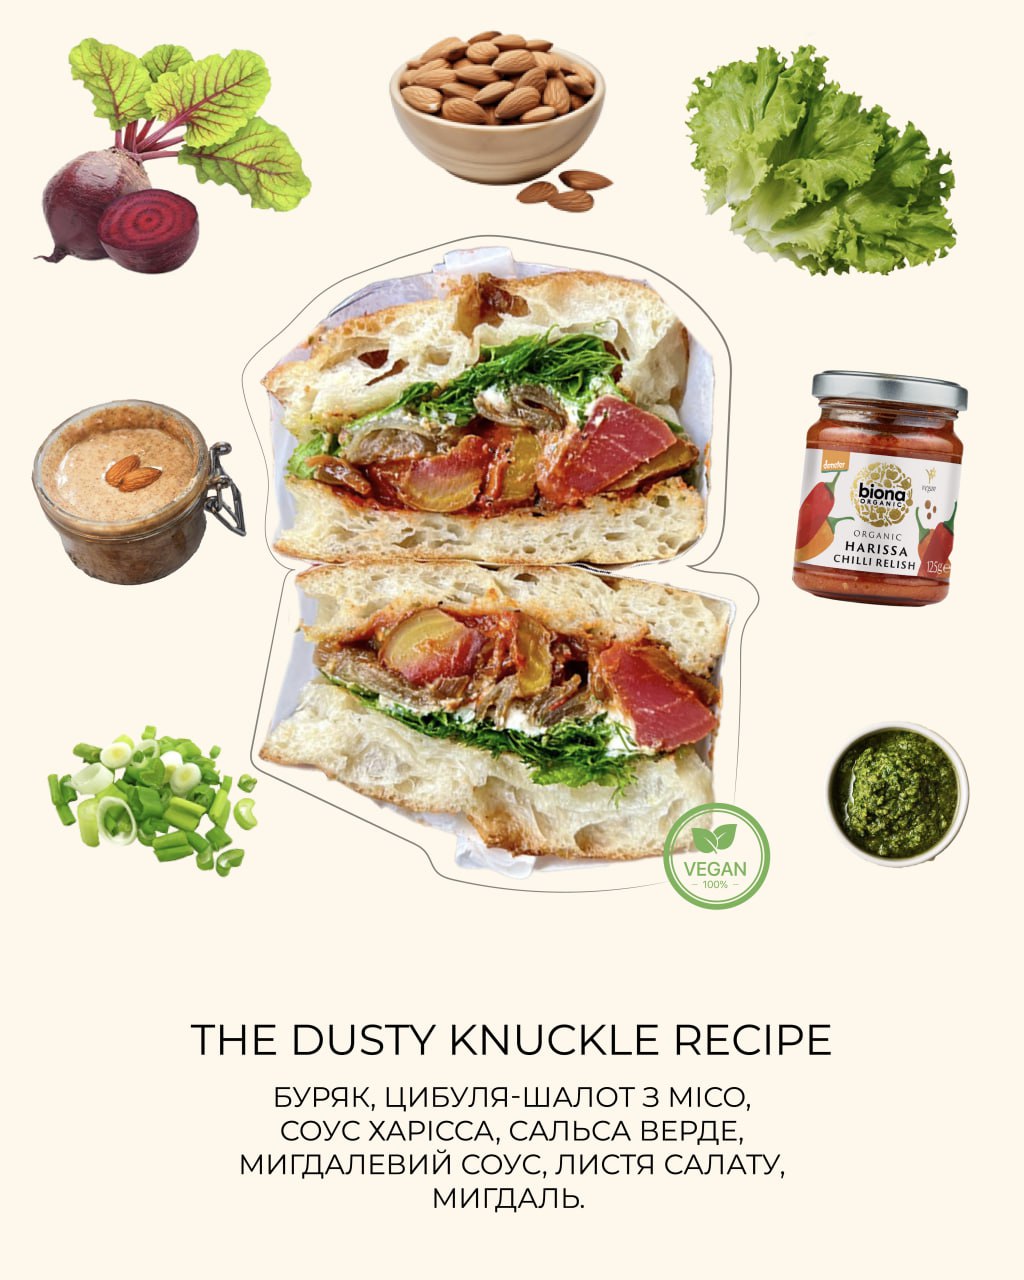 demeter
biona
ORGANIC
vegan
ORGANIC
HARISSA
CHILLI RELISH
125g e
VEGAN
100%
THE DUSTY KNUCKLE RECIPE
БУРЯК, ЦИБУЛЯ-ШАЛОТ З МІСО,
СОУС ХАРІССА, САЛЬСА ВЕРДЕ,
МИГДАЛЕВИЙ СОУС, ЛИСТЯ САЛАТУ,
МИГДАЛЬ.